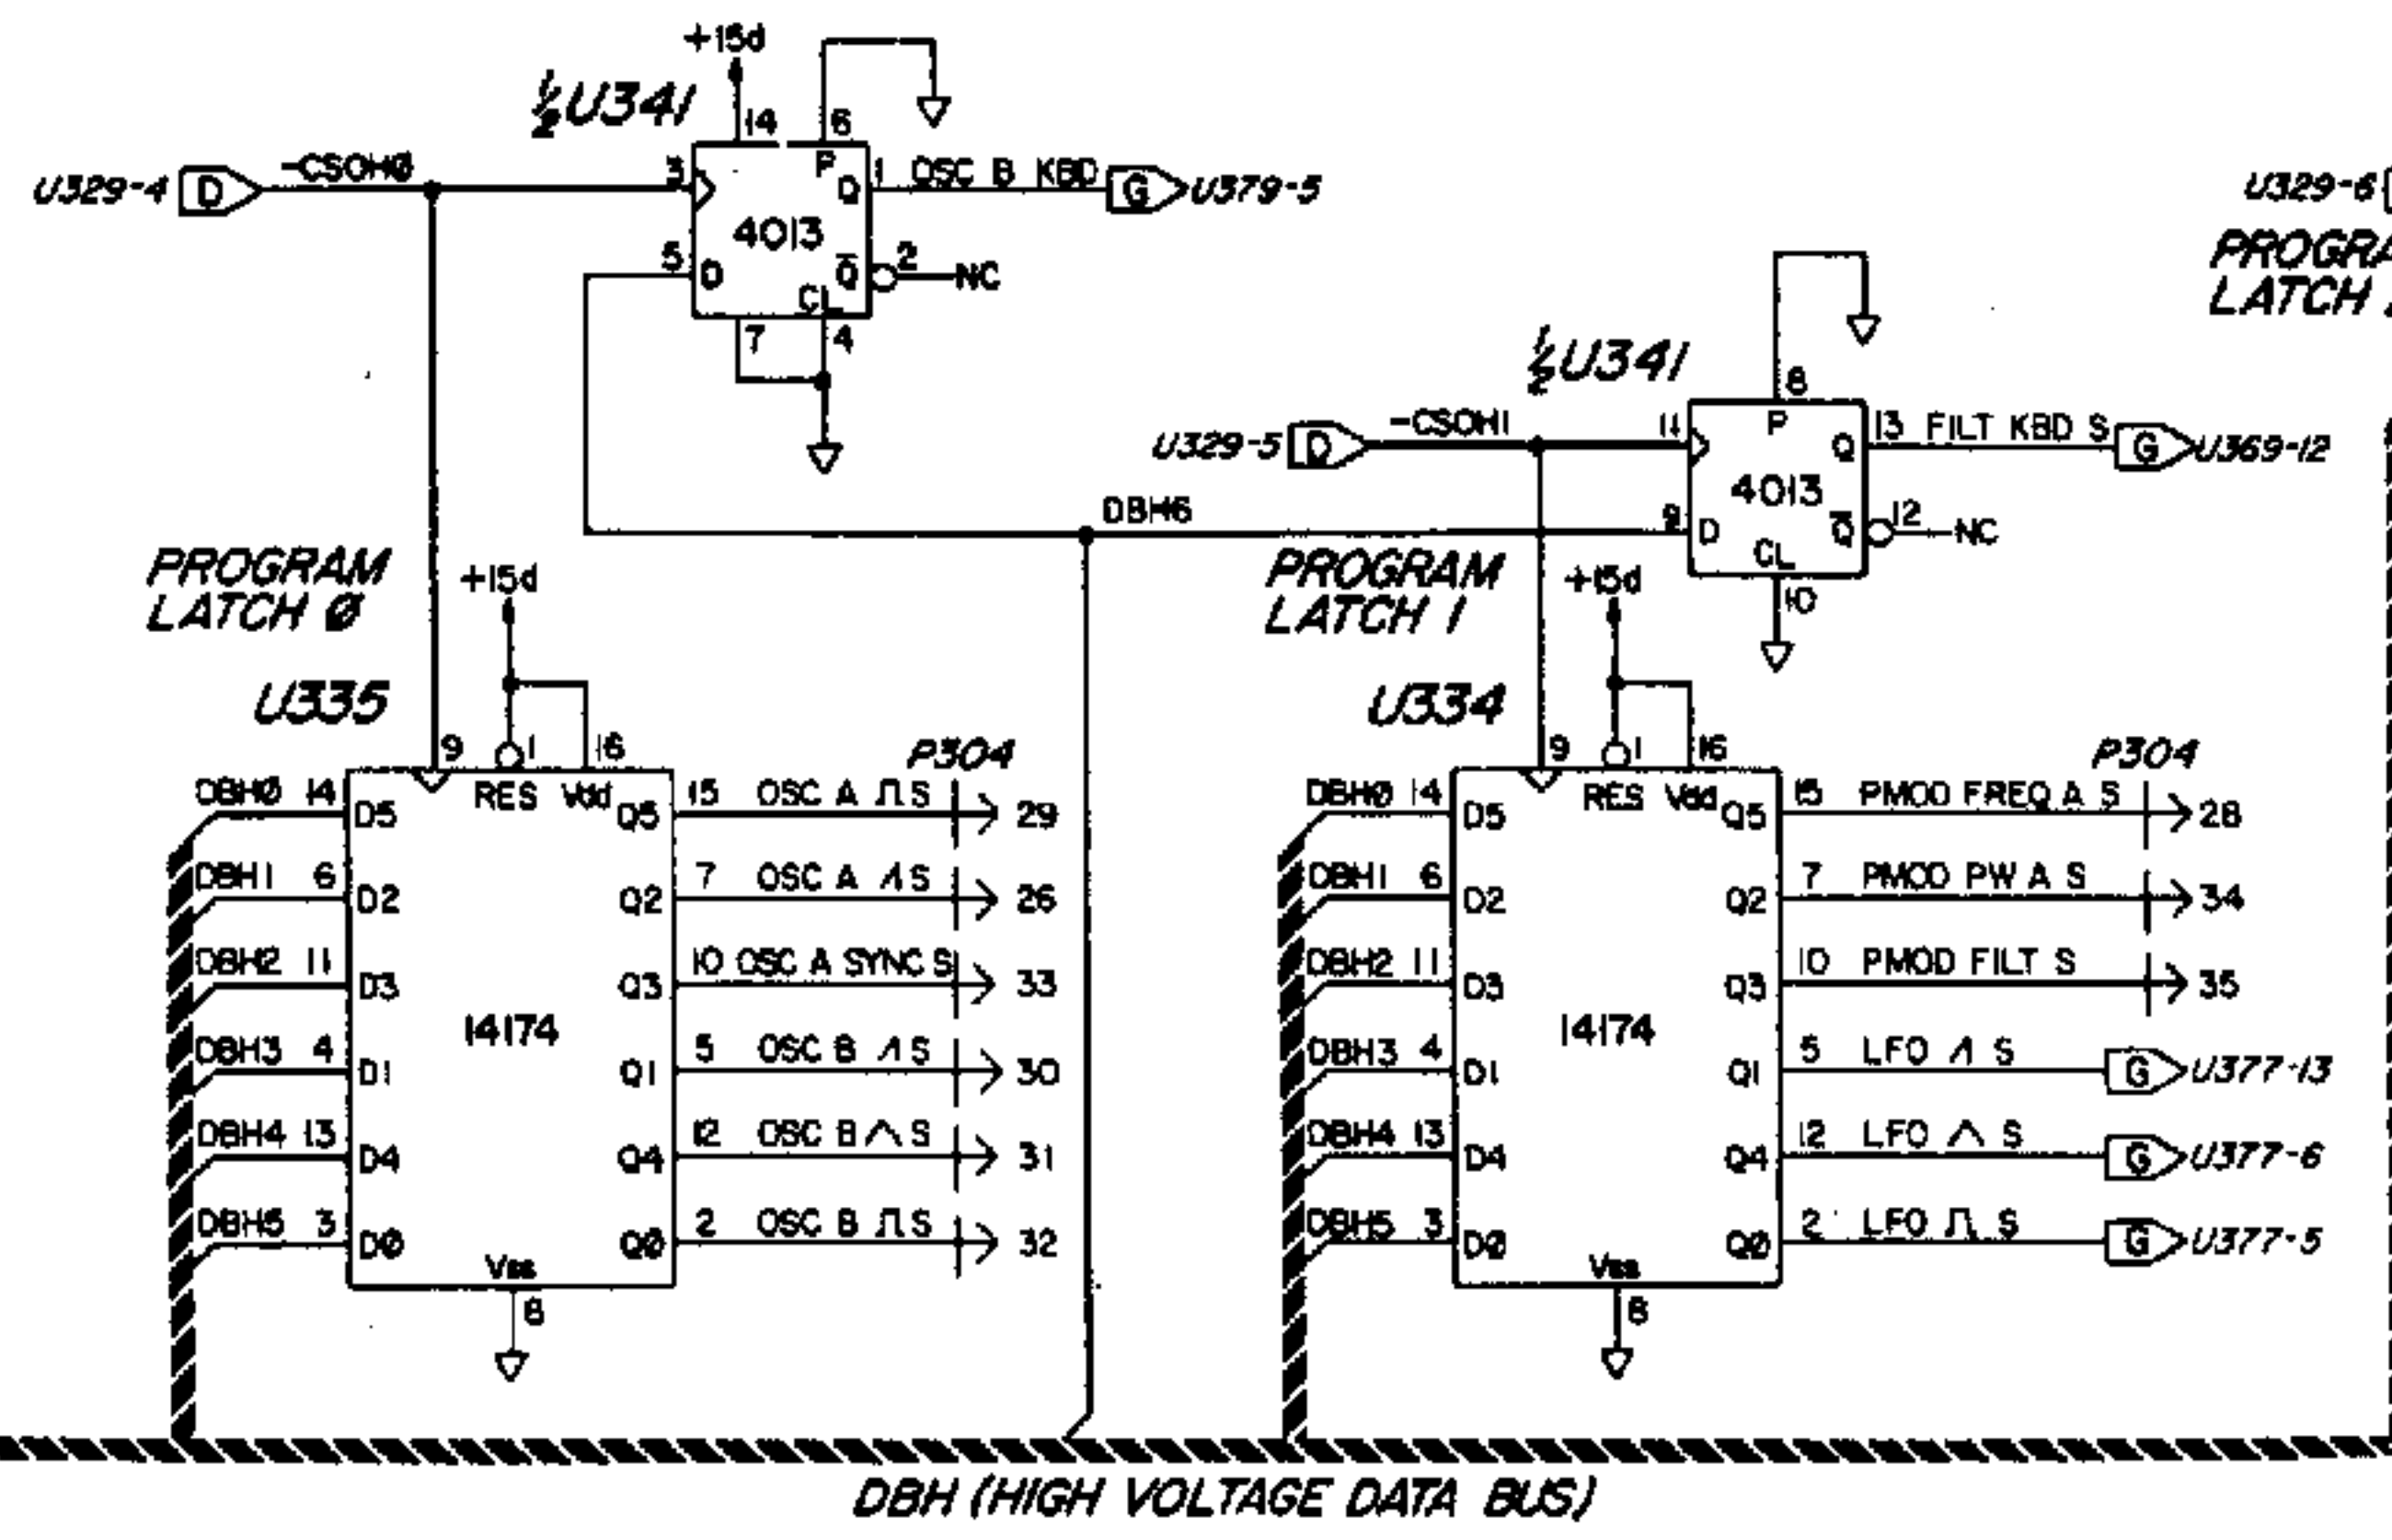 +15d
½U341
14
6
U329-4 D -CSOH0 3 P Q 1 OSC B KBD G U379-5
4013
5 D Q 2 NC
CL
7 4
U329-6
PROGRA
LATCH
½U341
8
U329-5 D -CSOH1 11 P Q 13 FILT KBD S G U369-12
4013
DBH6 9 D Q 12 NC
CL
10
PROGRAM
LATCH 0
+15d
U335
9 1 16
RES Vdd
P304
DBH0 14 D5 Q5 15 OSC A S 29
DBH1 6 D2 Q2 7 OSC A S 26
DBH2 11 D3 Q3 10 OSC A SYNC S 33
14174
DBH3 4 D1 Q1 5 OSC B S 30
DBH4 13 D4 Q4 12 OSC B S 31
DBH5 3 D0 Q0 2 OSC B S 32
Vss
8
PROGRAM
LATCH 1
+15d
U334
9 1 16
RES Vdd
P304
DBH0 14 D5 Q5 15 PMOD FREQ A S 28
DBH1 6 D2 Q2 7 PMOD PW A S 34
DBH2 11 D3 Q3 10 PMOD FILT S 35
14174
DBH3 4 D1 Q1 5 LFO S G U377-13
DBH4 13 D4 Q4 12 LFO S G U377-6
DBH5 3 D0 Q0 2 LFO S G U377-5
Vss
8
DBH (HIGH VOLTAGE DATA BUS)